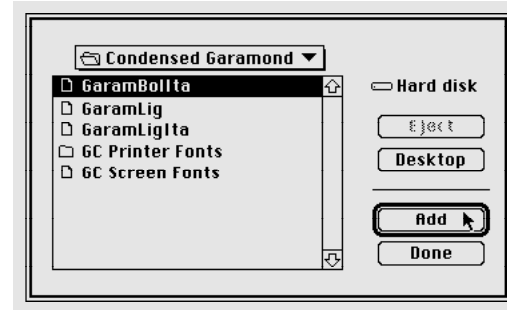 Condensed Garamond
GaramBolIta
GaramLig
GaramLigIta
GC Printer Fonts
GC Screen Fonts
Hard disk
Eject
Desktop
Add
Done